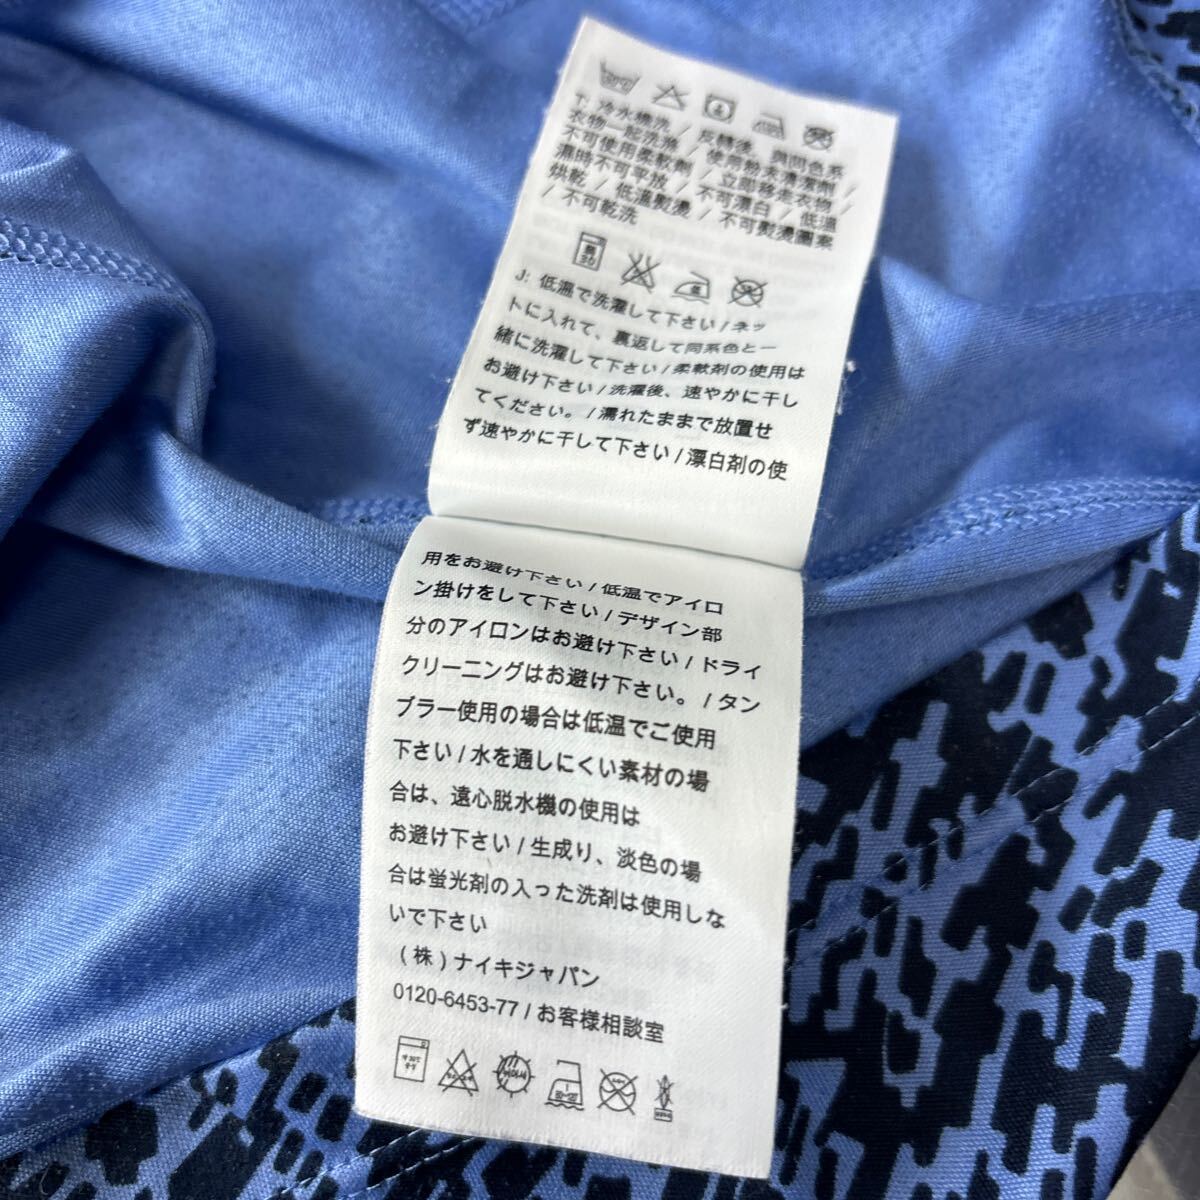 T: 冷水機洗 / 反轉後、與同色系
衣物一起洗滌 / 使用粉末清潔劑 /
不可使用柔軟劑 / 立即移走衣物 /
濕時不可平放 / 不可漂白 / 低溫
烘乾 / 低溫熨燙 / 不可熨燙圖案
/ 不可乾洗
J: 低温で洗濯して下さい / ネッ
トに入れて、裏返して同系色と一
緒に洗濯して下さい / 柔軟剤の使用は
お避け下さい / 洗濯後、速やかに干し
てください。 / 濡れたままで放置せ
ず速やかに干して下さい / 漂白剤の使
用をお避け下さい / 低温でアイロ
ン掛けをして下さい / デザイン部
分のアイロンはお避け下さい / ドライ
クリーニングはお避け下さい。 / タン
ブラー使用の場合は低温でご使用
下さい / 水を通しにくい素材の場
合は、遠心脱水機の使用は
お避け下さい / 生成り、淡色の場
合は蛍光剤の入った洗剤は使用しな
いで下さい
(株) ナイキジャパン
0120-6453-77 / お客様相談室